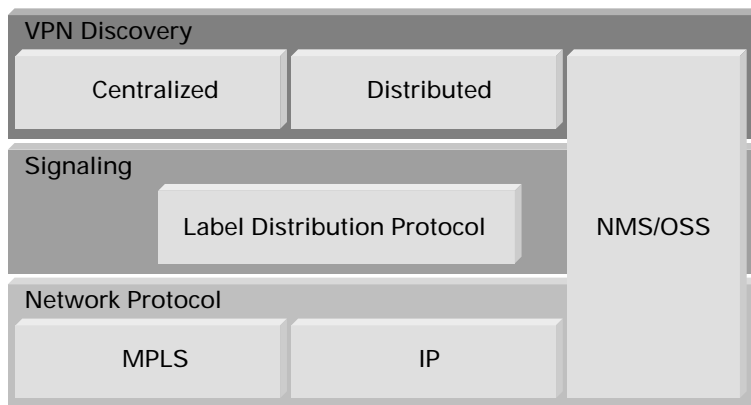 VPN Discovery
Centralized
Distributed
Signaling
Label Distribution Protocol
NMS/OSS
Network Protocol
MPLS
IP